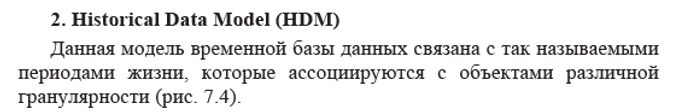 2. Historical Data Model (HDM)
Данная модель временной базы данных связана с так называемыми
периодами жизни, которые ассоциируются с объектами различной
гранулярности (рис. 7.4).